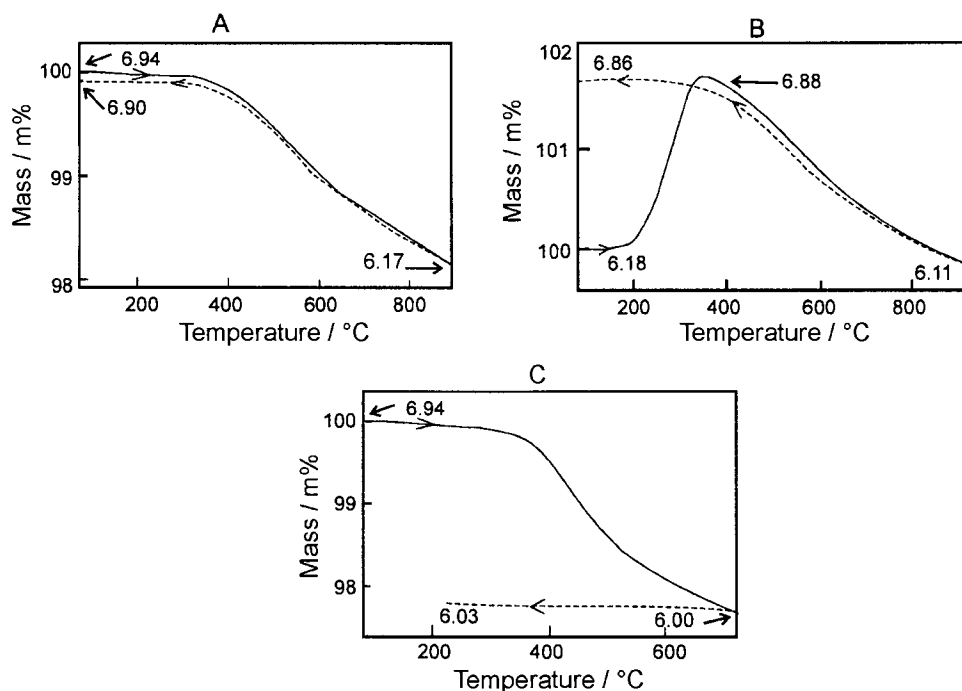 A
Mass / m%
100
99
98
6.94
6.90
6.17
200 400 600 800
Temperature / °C
B
Mass / m%
102
101
100
6.86
6.88
6.18
6.11
200 400 600 800
Temperature / °C
C
Mass / m%
100
99
98
6.94
6.03
6.00
200 400 600
Temperature / °C